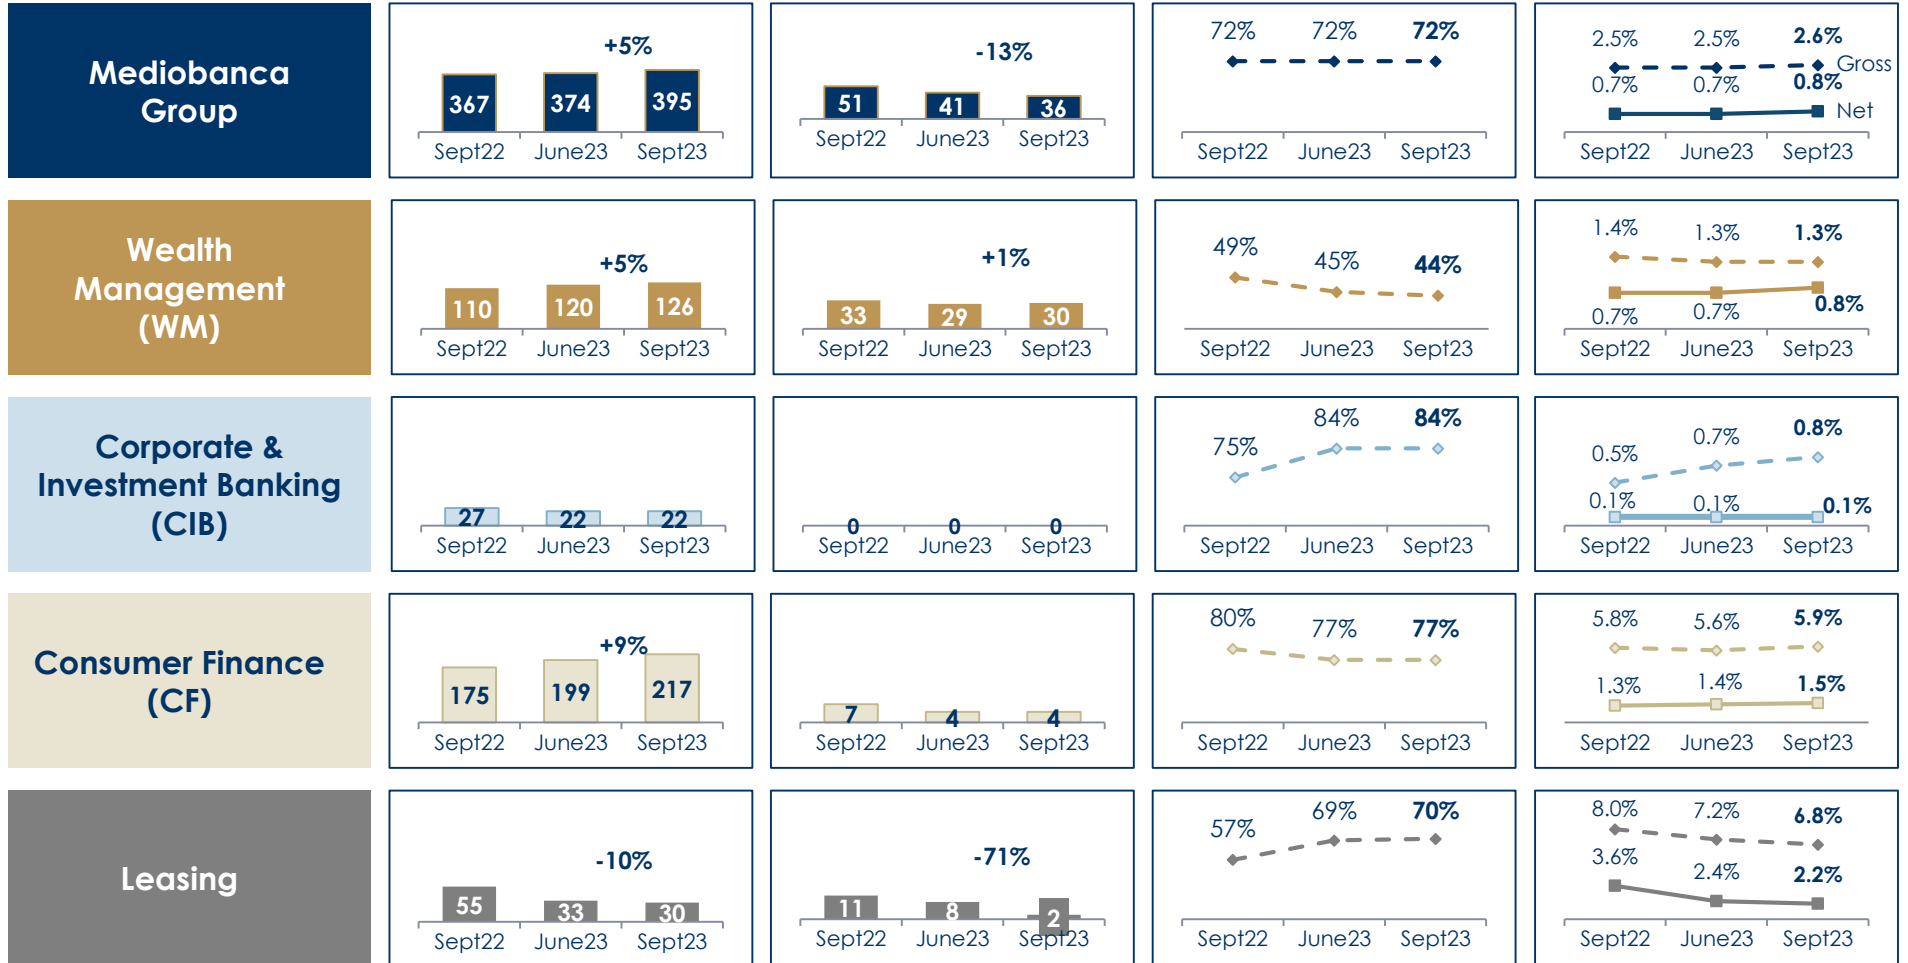 Mediobanca
Group
+5%
367 374 395
Sept22 June23 Sept23
-13%
51 41 36
Sept22 June23 Sept23
72% 72% 72%
Sept22 June23 Sept23
2.5% 2.5% 2.6%
Gross
0.7% 0.7% 0.8%
Net
Sept22 June23 Sept23
Wealth
Management
(WM)
+5%
110 120 126
Sept22 June23 Sept23
+1%
33 29 30
Sept22 June23 Sept23
49% 45% 44%
Sept22 June23 Sept23
1.4% 1.3% 1.3%
0.7% 0.7% 0.8%
Sept22 June23 Setp23
Corporate &
Investment Banking
(CIB)
27 22 22
Sept22 June23 Sept23
0 0 0
Sept22 June23 Sept23
75% 84% 84%
Sept22 June23 Sept23
0.5% 0.7% 0.8%
0.1% 0.1% 0.1%
Sept22 June23 Sept23
Consumer Finance
(CF)
+9%
175 199 217
Sept22 June23 Sept23
7 4 4
Sept22 June23 Sept23
80% 77% 77%
Sept22 June23 Sept23
5.8% 5.6% 5.9%
1.3% 1.4% 1.5%
Sept22 June23 Sept23
Leasing
-10%
55 33 30
Sept22 June23 Sept23
-71%
11 8 2
Sept22 June23 Sept23
57% 69% 70%
Sept22 June23 Sept23
8.0% 7.2% 6.8%
3.6% 2.4% 2.2%
Sept22 June23 Sept23